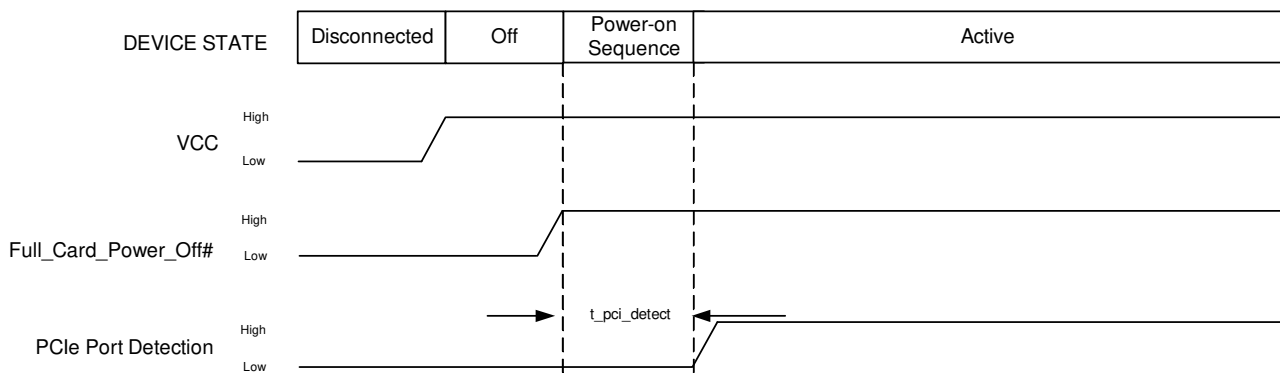 DEVICE STATE
Disconnected
Off
Power-on
Sequence
Active
High
VCC
Low
High
Full_Card_Power_Off#
Low
t_pci_detect
High
PCIe Port Detection
Low